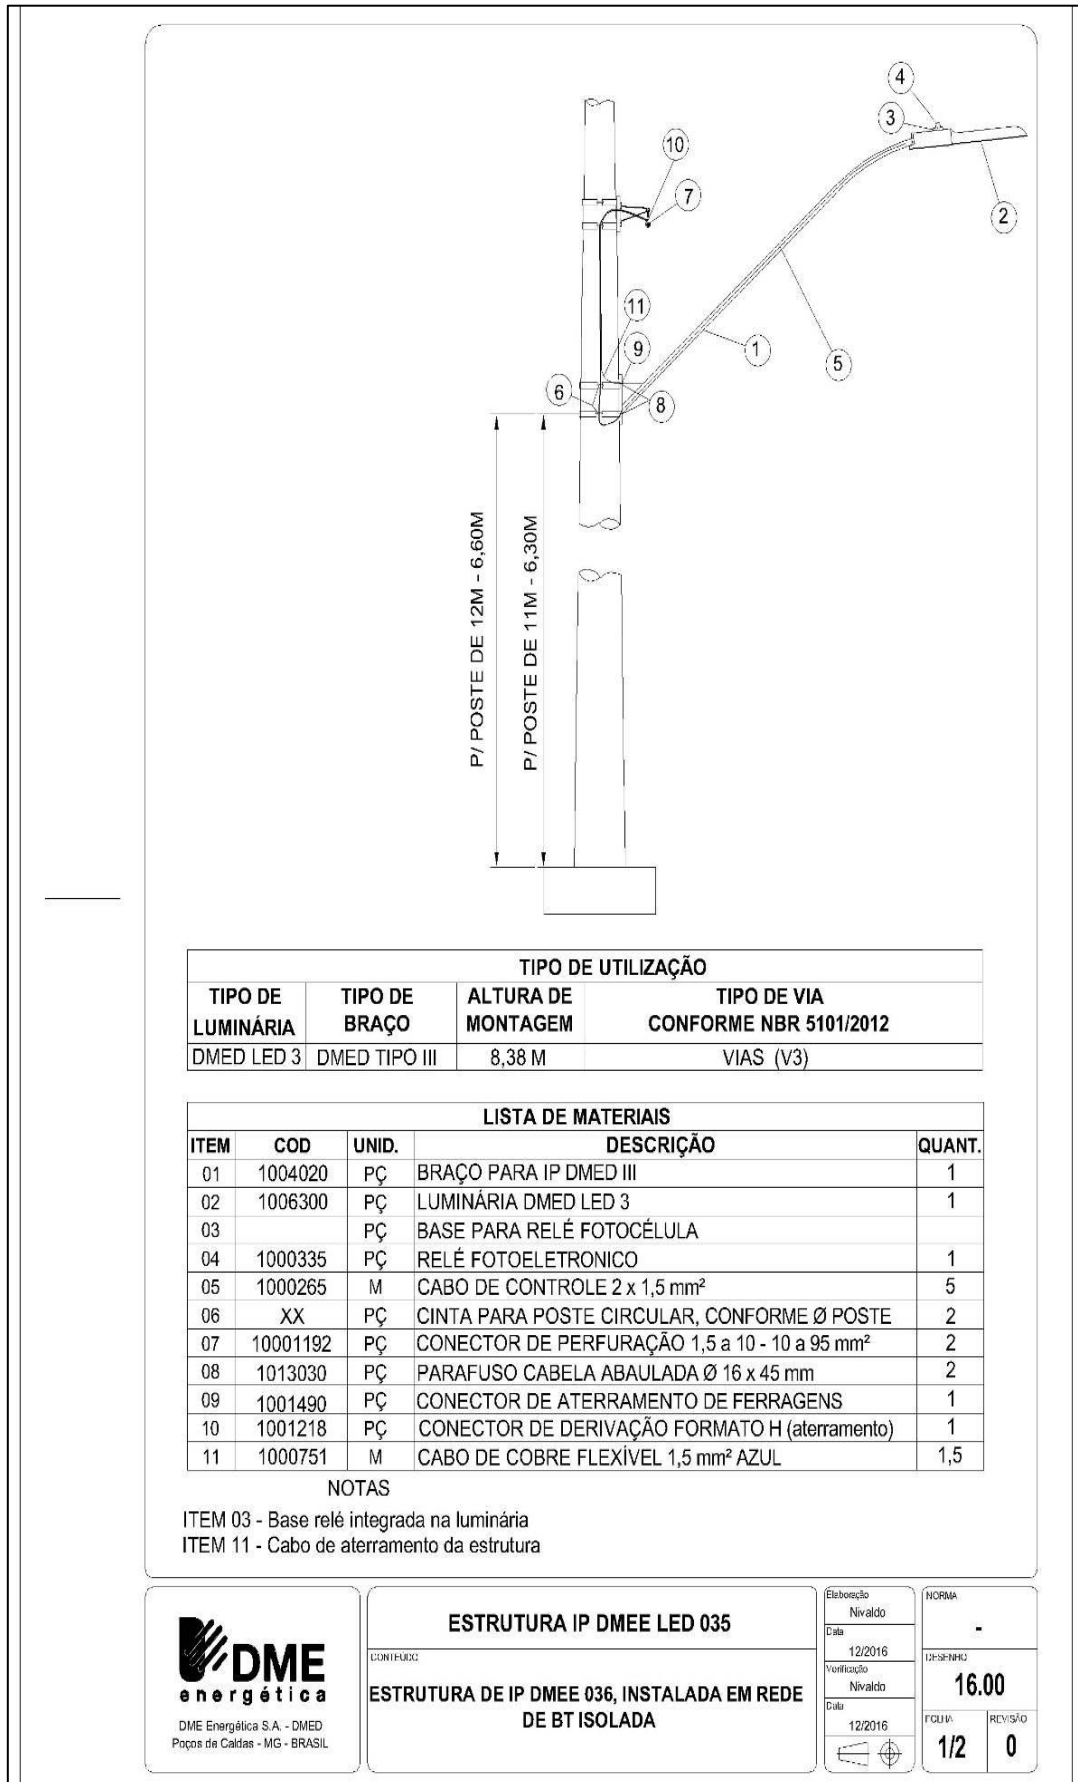 4
3
10
7
2
11
9
1
5
6
8
P/ POSTE DE 12M - 6,60M
P/ POSTE DE 11M - 6,30M
TIPO DE UTILIZAÇÃO
TIPO DE LUMINÁRIA TIPO DE BRAÇO ALTURA DE MONTAGEM TIPO DE VIA CONFORME NBR 5101/2012
DMED LED 3 DMED TIPO III 8,38 M VIAS (V3)
LISTA DE MATERIAIS
ITEM COD UNID. DESCRIÇÃO QUANT.
01 1004020 PÇ BRAÇO PARA IP DMED III 1
02 1006300 PÇ LUMINÁRIA DMED LED 3 1
03 PÇ BASE PARA RELÉ FOTOCÉLULA
04 1000335 PÇ RELÉ FOTOELETRONICO 1
05 1000265 M CABO DE CONTROLE 2 x 1,5 mm² 5
06 XX PÇ CINTA PARA POSTE CIRCULAR, CONFORME Ø POSTE 2
07 10001192 PÇ CONECTOR DE PERFURAÇÃO 1,5 a 10 - 10 a 95 mm² 2
08 1013030 PÇ PARAFUSO CABELA ABAULADA Ø 16 x 45 mm 2
09 1001490 PÇ CONECTOR DE ATERRAMENTO DE FERRAGENS 1
10 1001218 PÇ CONECTOR DE DERIVAÇÃO FORMATO H (aterramento) 1
11 1000751 M CABO DE COBRE FLEXÍVEL 1,5 mm² AZUL 1,5
NOTAS
ITEM 03 - Base relé integrada na luminária
ITEM 11 - Cabo de aterramento da estrutura
DME
energética
DME Energética S.A. - DMED
Poços de Caldas - MG - BRASIL
ESTRUTURA IP DMEE LED 035
CONTEÚDO
ESTRUTURA DE IP DMEE 036, INSTALADA EM REDE
DE BT ISOLADA
Elaboração
Nivaldo
Data
12/2016
Verificação
Nivaldo
Data
12/2016
NORMA
-
DESENHO
16.00
FOLHA
1/2
REVISÃO
0